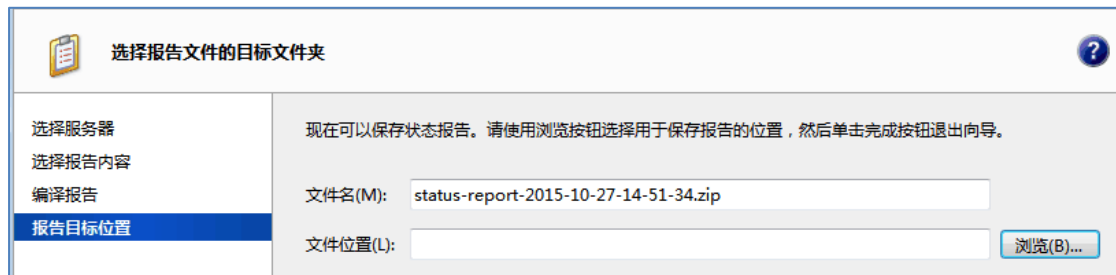 选择报告文件的目标文件夹
?
选择服务器
现在可以保存状态报告。请使用浏览按钮选择用于保存报告的位置，然后单击完成按钮退出向导。
选择报告内容
编译报告
文件名(M): status-report-2015-10-27-14-51-34.zip
报告目标位置
文件位置(L): 浏览(B)...